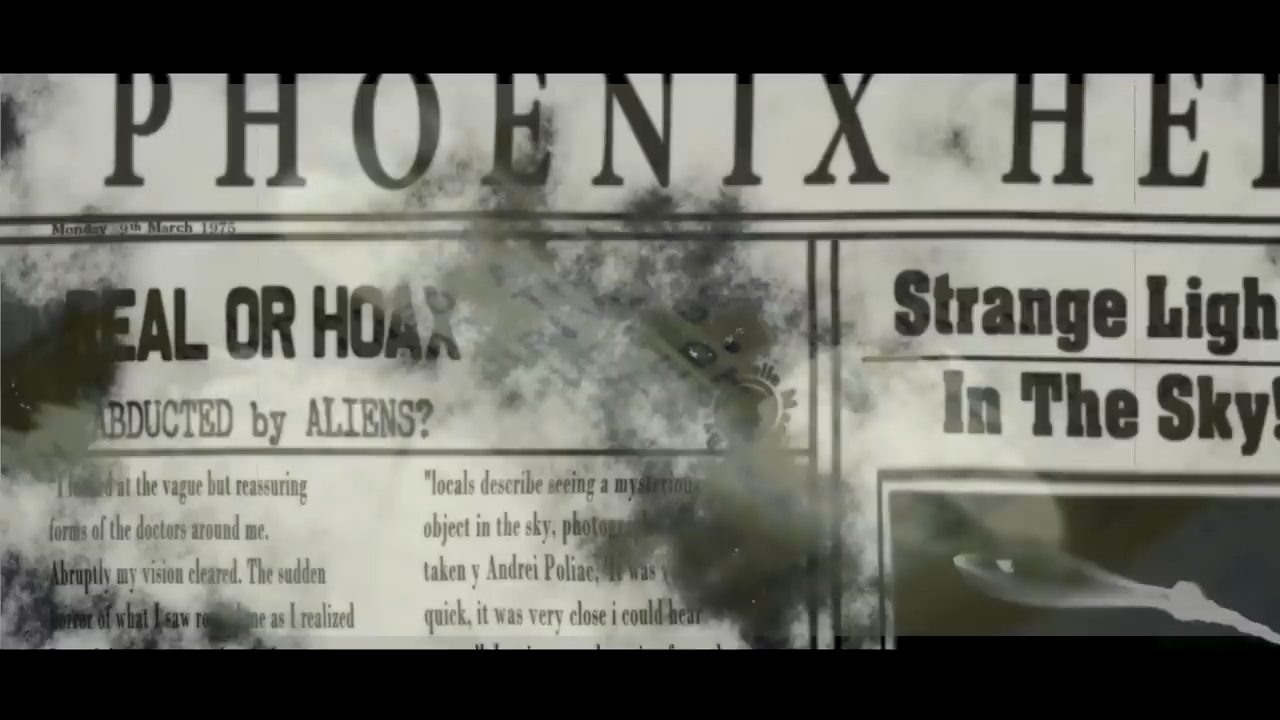 PHOENIX HE
Monday 9th March 1975
REAL OR HOAX
ABDUCTED by ALIENS?
Strange Ligh
In The Sky!
at the vague but reassuring
forms of the doctors around me.
Abruptly my vision cleared. The sudden
horror of what I saw me as I realized
"locals describe seeing a mysterious
object in the sky,
taken y Andrei Poliac, "It was
quick, it was very close i could hear